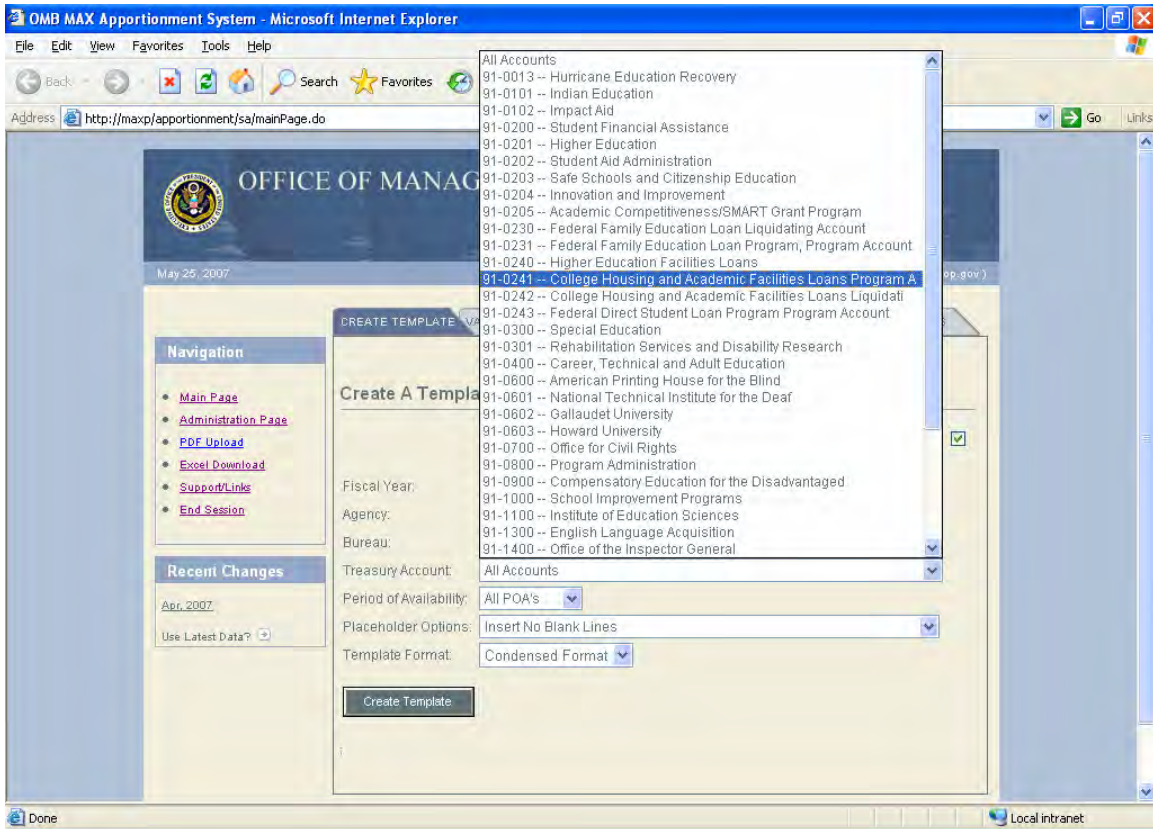 OMB MAX Apportionment System - Microsoft Internet Explorer
File Edit View Favorites Tools Help
Back Search Favorites
Address http://maxp/apportionment/sa/mainPage.do Go Links
OFFICE OF MANAG
May 25, 2007
op.gov )
CREATE TEMPLATE VA
Navigation
Main Page
Administration Page
PDF Upload
Excel Download
Support/Links
End Session
Recent Changes
Apr, 2007
Use Latest Data?
Create A Templa
Fiscal Year:
Agency:
Bureau:
All Accounts
91-0013 -- Hurricane Education Recovery
91-0101 -- Indian Education
91-0102 -- Impact Aid
91-0200 -- Student Financial Assistance
91-0201 -- Higher Education
91-0202 -- Student Aid Administration
91-0203 -- Safe Schools and Citizenship Education
91-0204 -- Innovation and Improvement
91-0205 -- Academic Competitiveness/SMART Grant Program
91-0230 -- Federal Family Education Loan Liquidating Account
91-0231 -- Federal Family Education Loan Program, Program Account
91-0240 -- Higher Education Facilities Loans
91-0241 -- College Housing and Academic Facilities Loans Program A
91-0242 -- College Housing and Academic Facilities Loans Liquidati
91-0243 -- Federal Direct Student Loan Program Program Account
91-0300 -- Special Education
91-0301 -- Rehabilitation Services and Disability Research
91-0400 -- Career, Technical and Adult Education
91-0600 -- American Printing House for the Blind
91-0601 -- National Technical Institute for the Deaf
91-0602 -- Gallaudet University
91-0603 -- Howard University
91-0700 -- Office for Civil Rights
91-0800 -- Program Administration
91-0900 -- Compensatory Education for the Disadvantaged
91-1000 -- School Improvement Programs
91-1100 -- Institute of Education Sciences
91-1300 -- English Language Acquisition
91-1400 -- Office of the Inspector General
Treasury Account: All Accounts
Period of Availability: All POA's
Placeholder Options: Insert No Blank Lines
Template Format: Condensed Format
Create Template
Done
Local intranet